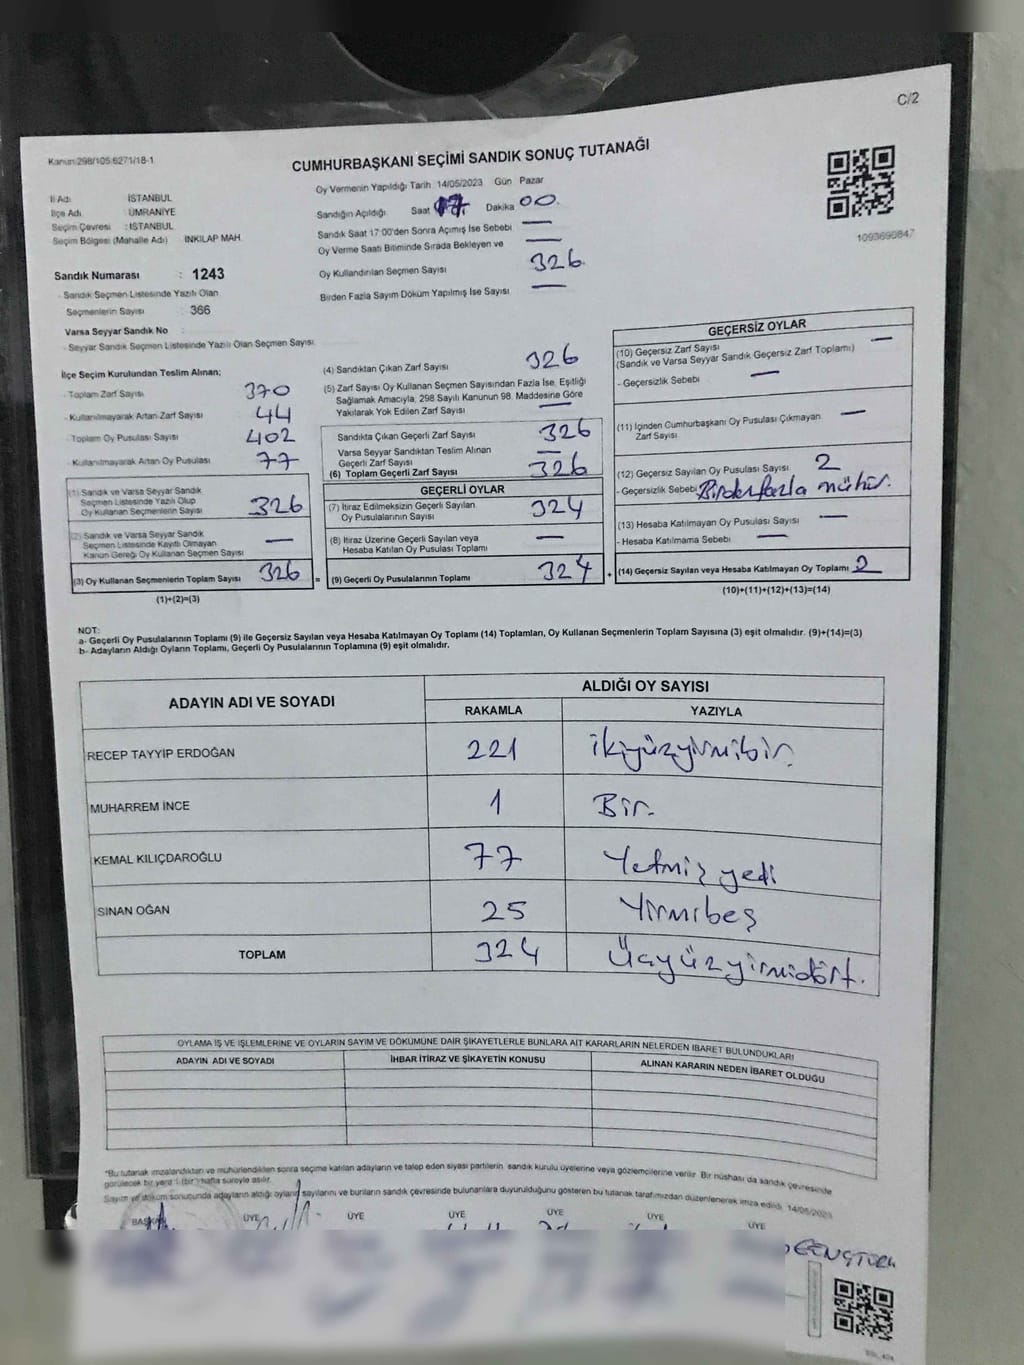 C/2
Kanun:298/105;6271/18-1
CUMHURBAŞKANI SEÇİMİ SANDIK SONUÇ TUTANAĞI
İl Adı : İSTANBUL
İlçe Adı : ÜMRANİYE
Seçim Çevresi : İSTANBUL
Seçim Bölgesi (Mahalle Adı) : INKILAP MAH.
Sandık Numarası : 1243
- Sandık Seçmen Listesinde Yazılı Olan
Seçmenlerin Sayısı : 366
Varsa Seyyar Sandık No
- Seyyar Sandık Seçmen Listesinde Yazılı Olan Seçmen Sayısı:
Oy Vermenin Yapıldığı Tarih : 14/05/2023 Gün : Pazar
Sandığın Açıldığı Saat 17. Dakika 00.
Sandık Saat 17:00'den Sonra Açımış İse Sebebi —
Oy Verme Saati Bitiminde Sırada Bekleyen ve —
Oy Kullandırılan Seçmen Sayısı 326
Birden Fazla Sayım Döküm Yapılmış İse Sayısı —
1093690847
İlçe Seçim Kurulundan Teslim Alınan;
- Toplam Zarf Sayısı 370
- Kullanılmayarak Artan Zarf Sayısı 44
- Toplam Oy Pusulası Sayısı 402
- Kullanılmayarak Artan Oy Pusulası 77
(1) Sandık ve Varsa Seyyar Sandık
Seçmen Listesinde Yazılı Olup
Oy Kullanan Seçmenlerin Sayısı 326
(2) Sandık ve Varsa Seyyar Sandık
Seçmen Listesinde Kayıtlı Olmayan
Kanun Gereği Oy Kullanan Seçmen Sayısı —
(3) Oy Kullanan Seçmenlerin Toplam Sayısı 326 =
(1)+(2)=(3)
(4) Sandıktan Çıkan Zarf Sayısı 326
(5) Zarf Sayısı Oy Kullanan Seçmen Sayısından Fazla İse, Eşitliği
Sağlamak Amacıyla, 298 Sayılı Kanunun 98. Maddesine Göre
Yakılarak Yok Edilen Zarf Sayısı —
Sandıkta Çıkan Geçerli Zarf Sayısı 326
Varsa Seyyar Sandıktan Teslim Alınan
Geçerli Zarf Sayısı —
(6) Toplam Geçerli Zarf Sayısı 326
GEÇERLİ OYLAR
(7) İtiraz Edilmeksizin Geçerli Sayılan
Oy Pusulalarının Sayısı 324
(8) İtiraz Üzerine Geçerli Sayılan veya
Hesaba Katılan Oy Pusulası Toplamı —
(9) Geçerli Oy Pusulalarının Toplamı 324 +
GEÇERSİZ OYLAR
(10) Geçersiz Zarf Sayısı —
(Sandık ve Varsa Seyyar Sandık Geçersiz Zarf Toplamı)
- Geçersizlik Sebebi —
(11) İçinden Cumhurbaşkanı Oy Pusulası Çıkmayan —
Zarf Sayısı
(12) Geçersiz Sayılan Oy Pusulası Sayısı 2
- Geçersizlik Sebebi Birden fazla mühür.
(13) Hesaba Katılmayan Oy Pusulası Sayısı —
- Hesaba Katılmama Sebebi —
(14) Geçersiz Sayılan veya Hesaba Katılmayan Oy Toplamı 2
(10)+(11)+(12)+(13)=(14)
NOT:
a- Geçerli Oy Pusulalarının Toplamı (9) ile Geçersiz Sayılan veya Hesaba Katılmayan Oy Toplamı (14) Toplamları, Oy Kullanan Seçmenlerin Toplam Sayısına (3) eşit olmalıdır. (9)+(14)=(3)
b- Adayların Aldığı Oyların Toplamı, Geçerli Oy Pusulalarının Toplamına (9) eşit olmalıdır.
ADAYIN ADI VE SOYADI ALDIĞI OY SAYISI
RAKAMLA YAZIYLA
RECEP TAYYİP ERDOĞAN 221 ikiyüzyirmibir.
MUHARREM İNCE 1 Bir.
KEMAL KILIÇDAROĞLU 77 Yetmiş yedi
SİNAN OĞAN 25 Yirmibeş
TOPLAM 324 Üçyüzyirmidört.
OYLAMA İŞ VE İŞLEMLERİNE VE OYLARIN SAYIM VE DÖKÜMÜNE DAİR ŞİKAYETLERLE BUNLARA AİT KARARLARIN NELERDEN İBARET BULUNDUKLARI
ADAYIN ADI VE SOYADI İHBAR İTİRAZ VE ŞİKAYETİN KONUSU ALINAN KARARIN NEDEN İBARET OLDUĞU
*Bu tutanak imzalandıktan ve mühürlendikten sonra seçime katılan adayların ve talep eden siyasi partilerin sandık kurulu üyelerine veya gözlemcilerine verilir. Bir nüshası da sandık çevresinde
görülecek bir yere 1 (bir) hafta süreyle asılır.
Sayım ve döküm sonucunda adayların aldığı oyların sayılarını ve bunların sandık çevresinde bulunanlara duyurulduğunu gösteren bu tutanak tarafımızdan düzenlenerek imza edildi. 14/05/2023
BAŞKAN ÜYE ÜYE ÜYE ÜYE ÜYE ÜYE